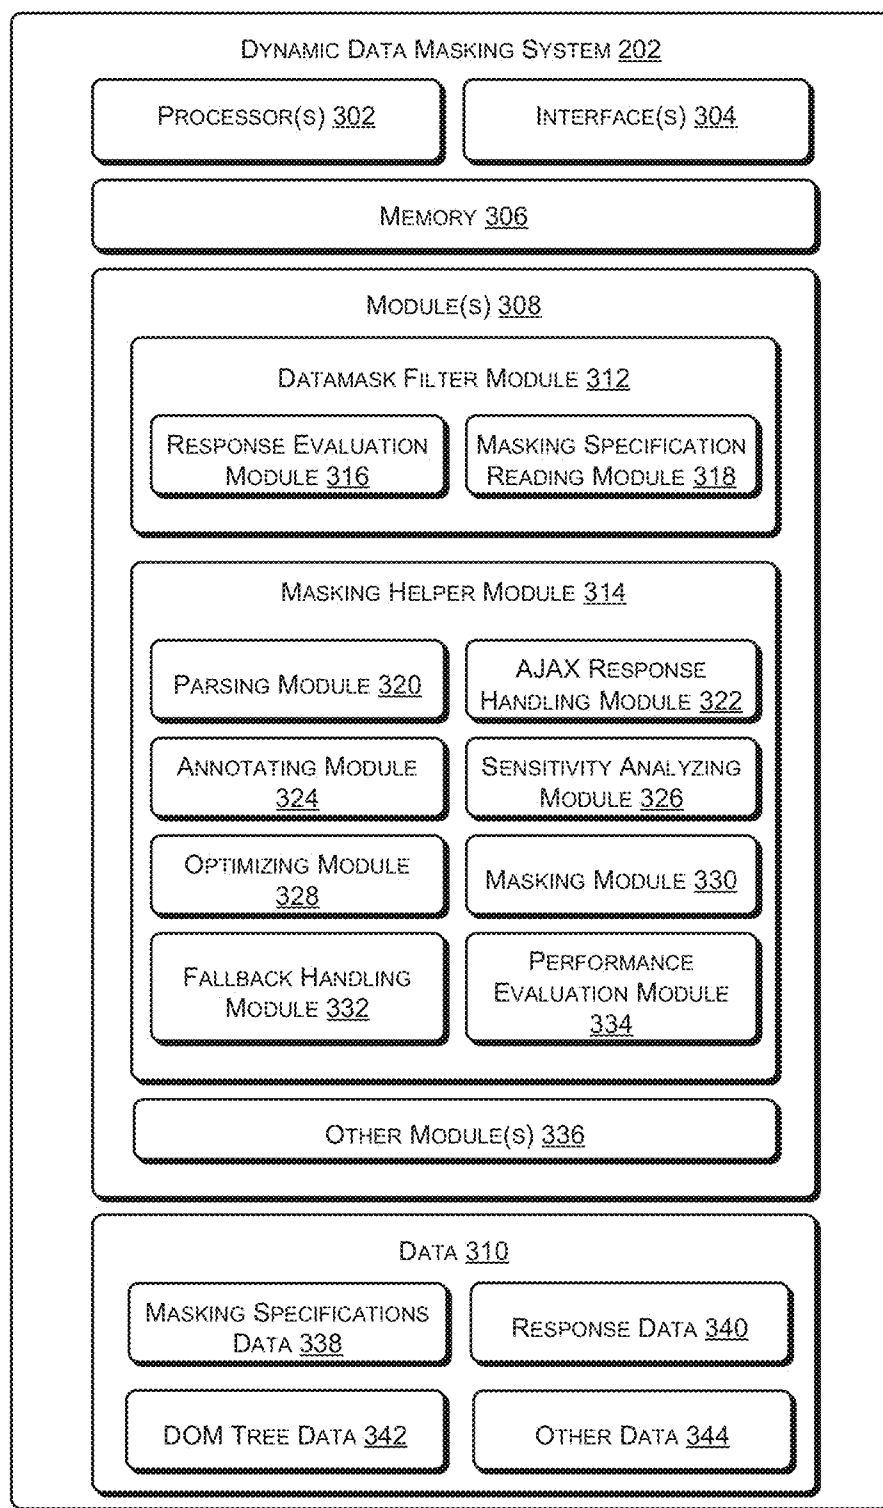 DYNAMIC DATA MASKING SYSTEM 202
PROCESSOR(S) 302
INTERFACE(S) 304
MEMORY 306
MODULE(S) 308
DATAMASK FILTER MODULE 312
RESPONSE EVALUATION
MODULE 316
MASKING SPECIFICATION
READING MODULE 318
MASKING HELPER MODULE 314
PARSING MODULE 320
AJAX RESPONSE
HANDLING MODULE 322
ANNOTATING MODULE
324
SENSITIVITY ANALYZING
MODULE 326
OPTIMIZING MODULE
328
MASKING MODULE 330
FALLBACK HANDLING
MODULE 332
PERFORMANCE
EVALUATION MODULE
334
OTHER MODULE(S) 336
DATA 310
MASKING SPECIFICATIONS
DATA 338
RESPONSE DATA 340
DOM TREE DATA 342
OTHER DATA 344